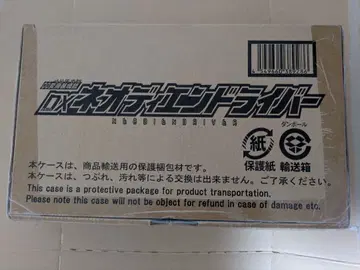 DXネオディエンドライバー
NEODIENDRIVER
ダンボール
紙
保護紙 輸送箱
本ケースは、商品輸送用の保護梱包材です。
本ケースは、つぶれ、汚れ等による交換は出来ません。ご了承ください。
This case is a protective package for product transportation.
Please note this case will not be object for refund in case of damage etc.